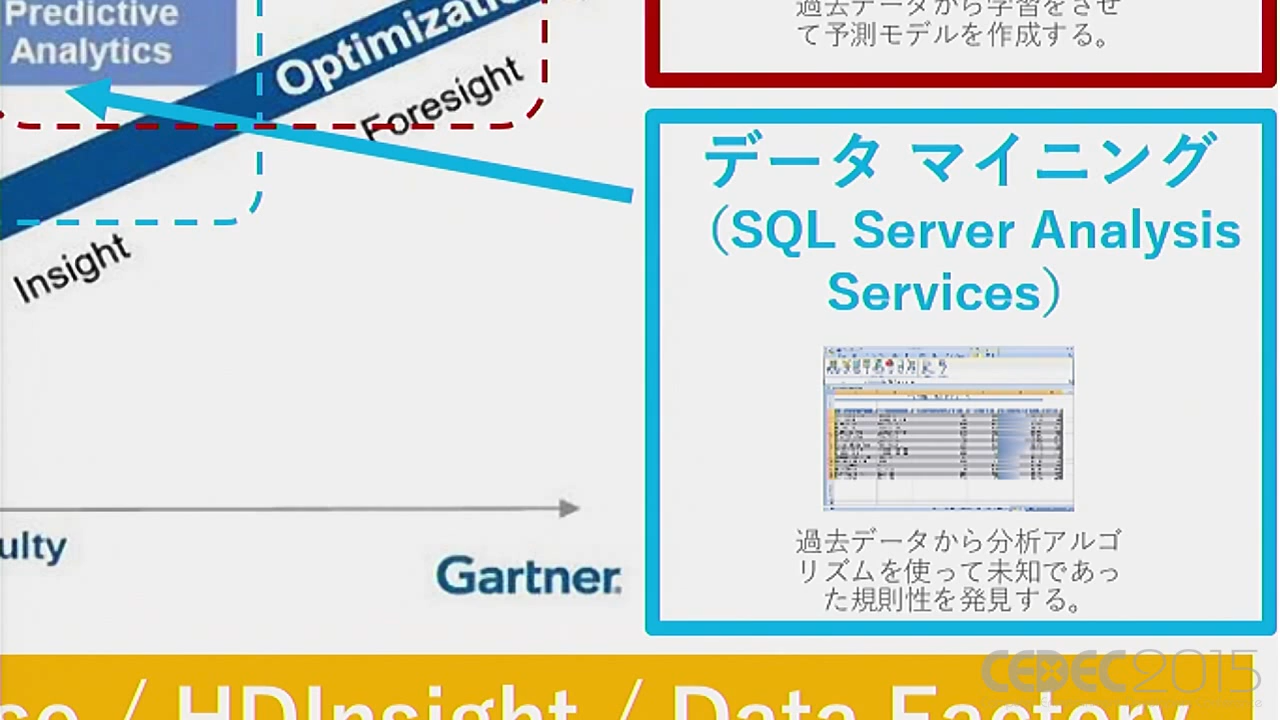 Predictive
Analytics
Optimizatio
Foresight
Insight
ulty
Gartner.
過去データから学習をさせ
て予測モデルを作成する。
データ マイニング
（SQL Server Analysis
Services）
過去データから分析アルゴ
リズムを使って未知であっ
た規則性を発見する。
se / HDInsight / Data Factory
CEDEC2015